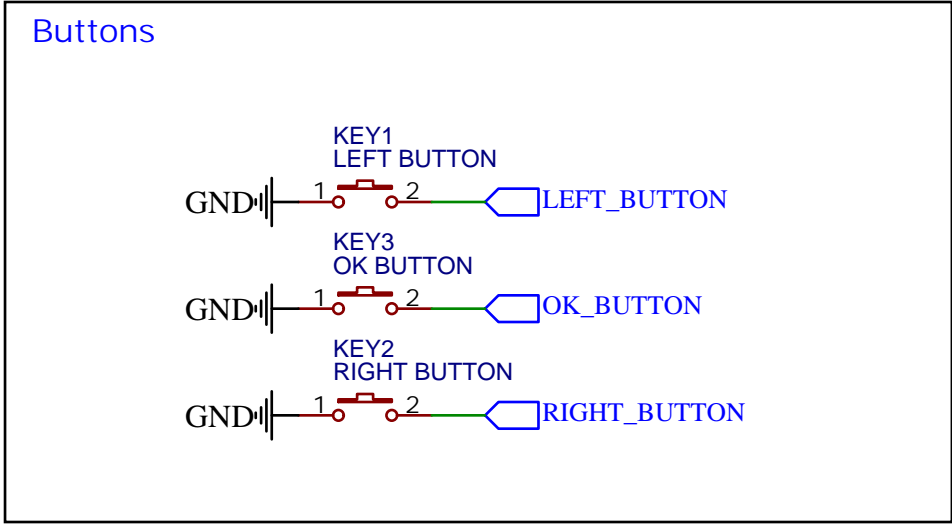 Buttons
KEY1
LEFT BUTTON
GND 1 2 LEFT_BUTTON
KEY3
OK BUTTON
GND 1 2 OK_BUTTON
KEY2
RIGHT BUTTON
GND 1 2 RIGHT_BUTTON